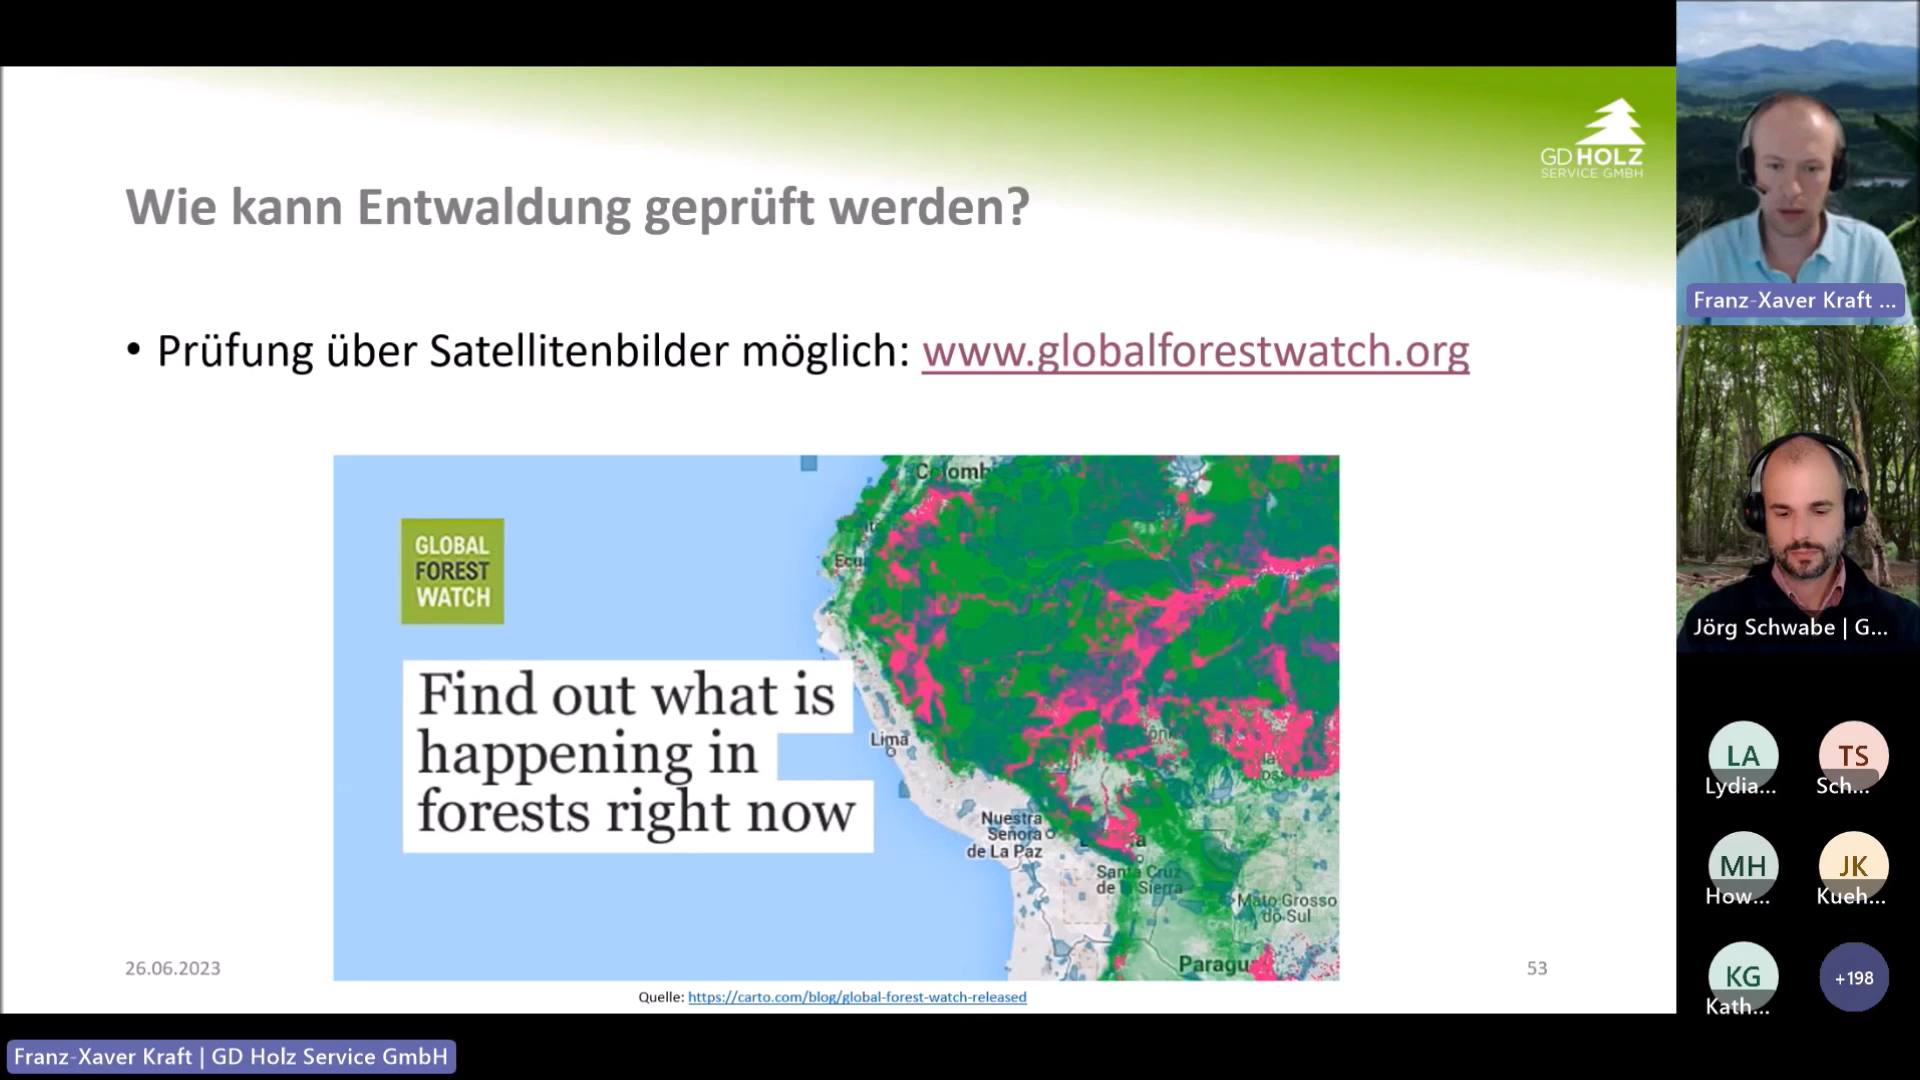 GD HOLZ
SERVICE GMBH
Wie kann Entwaldung geprüft werden?
• Prüfung über Satellitenbilder möglich: www.globalforestwatch.org
GLOBAL
FOREST
WATCH
Find out what is
happening in
forests right now
Colomb
Ecu
Lima
Nuestra
Señora
de La Paz
Santa Cruz
de la Sierra
Mato Grosso
do Sul
Paragu
26.06.2023
53
Quelle: https://carto.com/blog/global-forest-watch-released
Franz-Xaver Kraft ...
Jörg Schwabe | G...
LA
Lydia...
TS
Sch...
MH
How...
JK
Kueh...
KG
Kath...
+198
Franz-Xaver Kraft | GD Holz Service GmbH